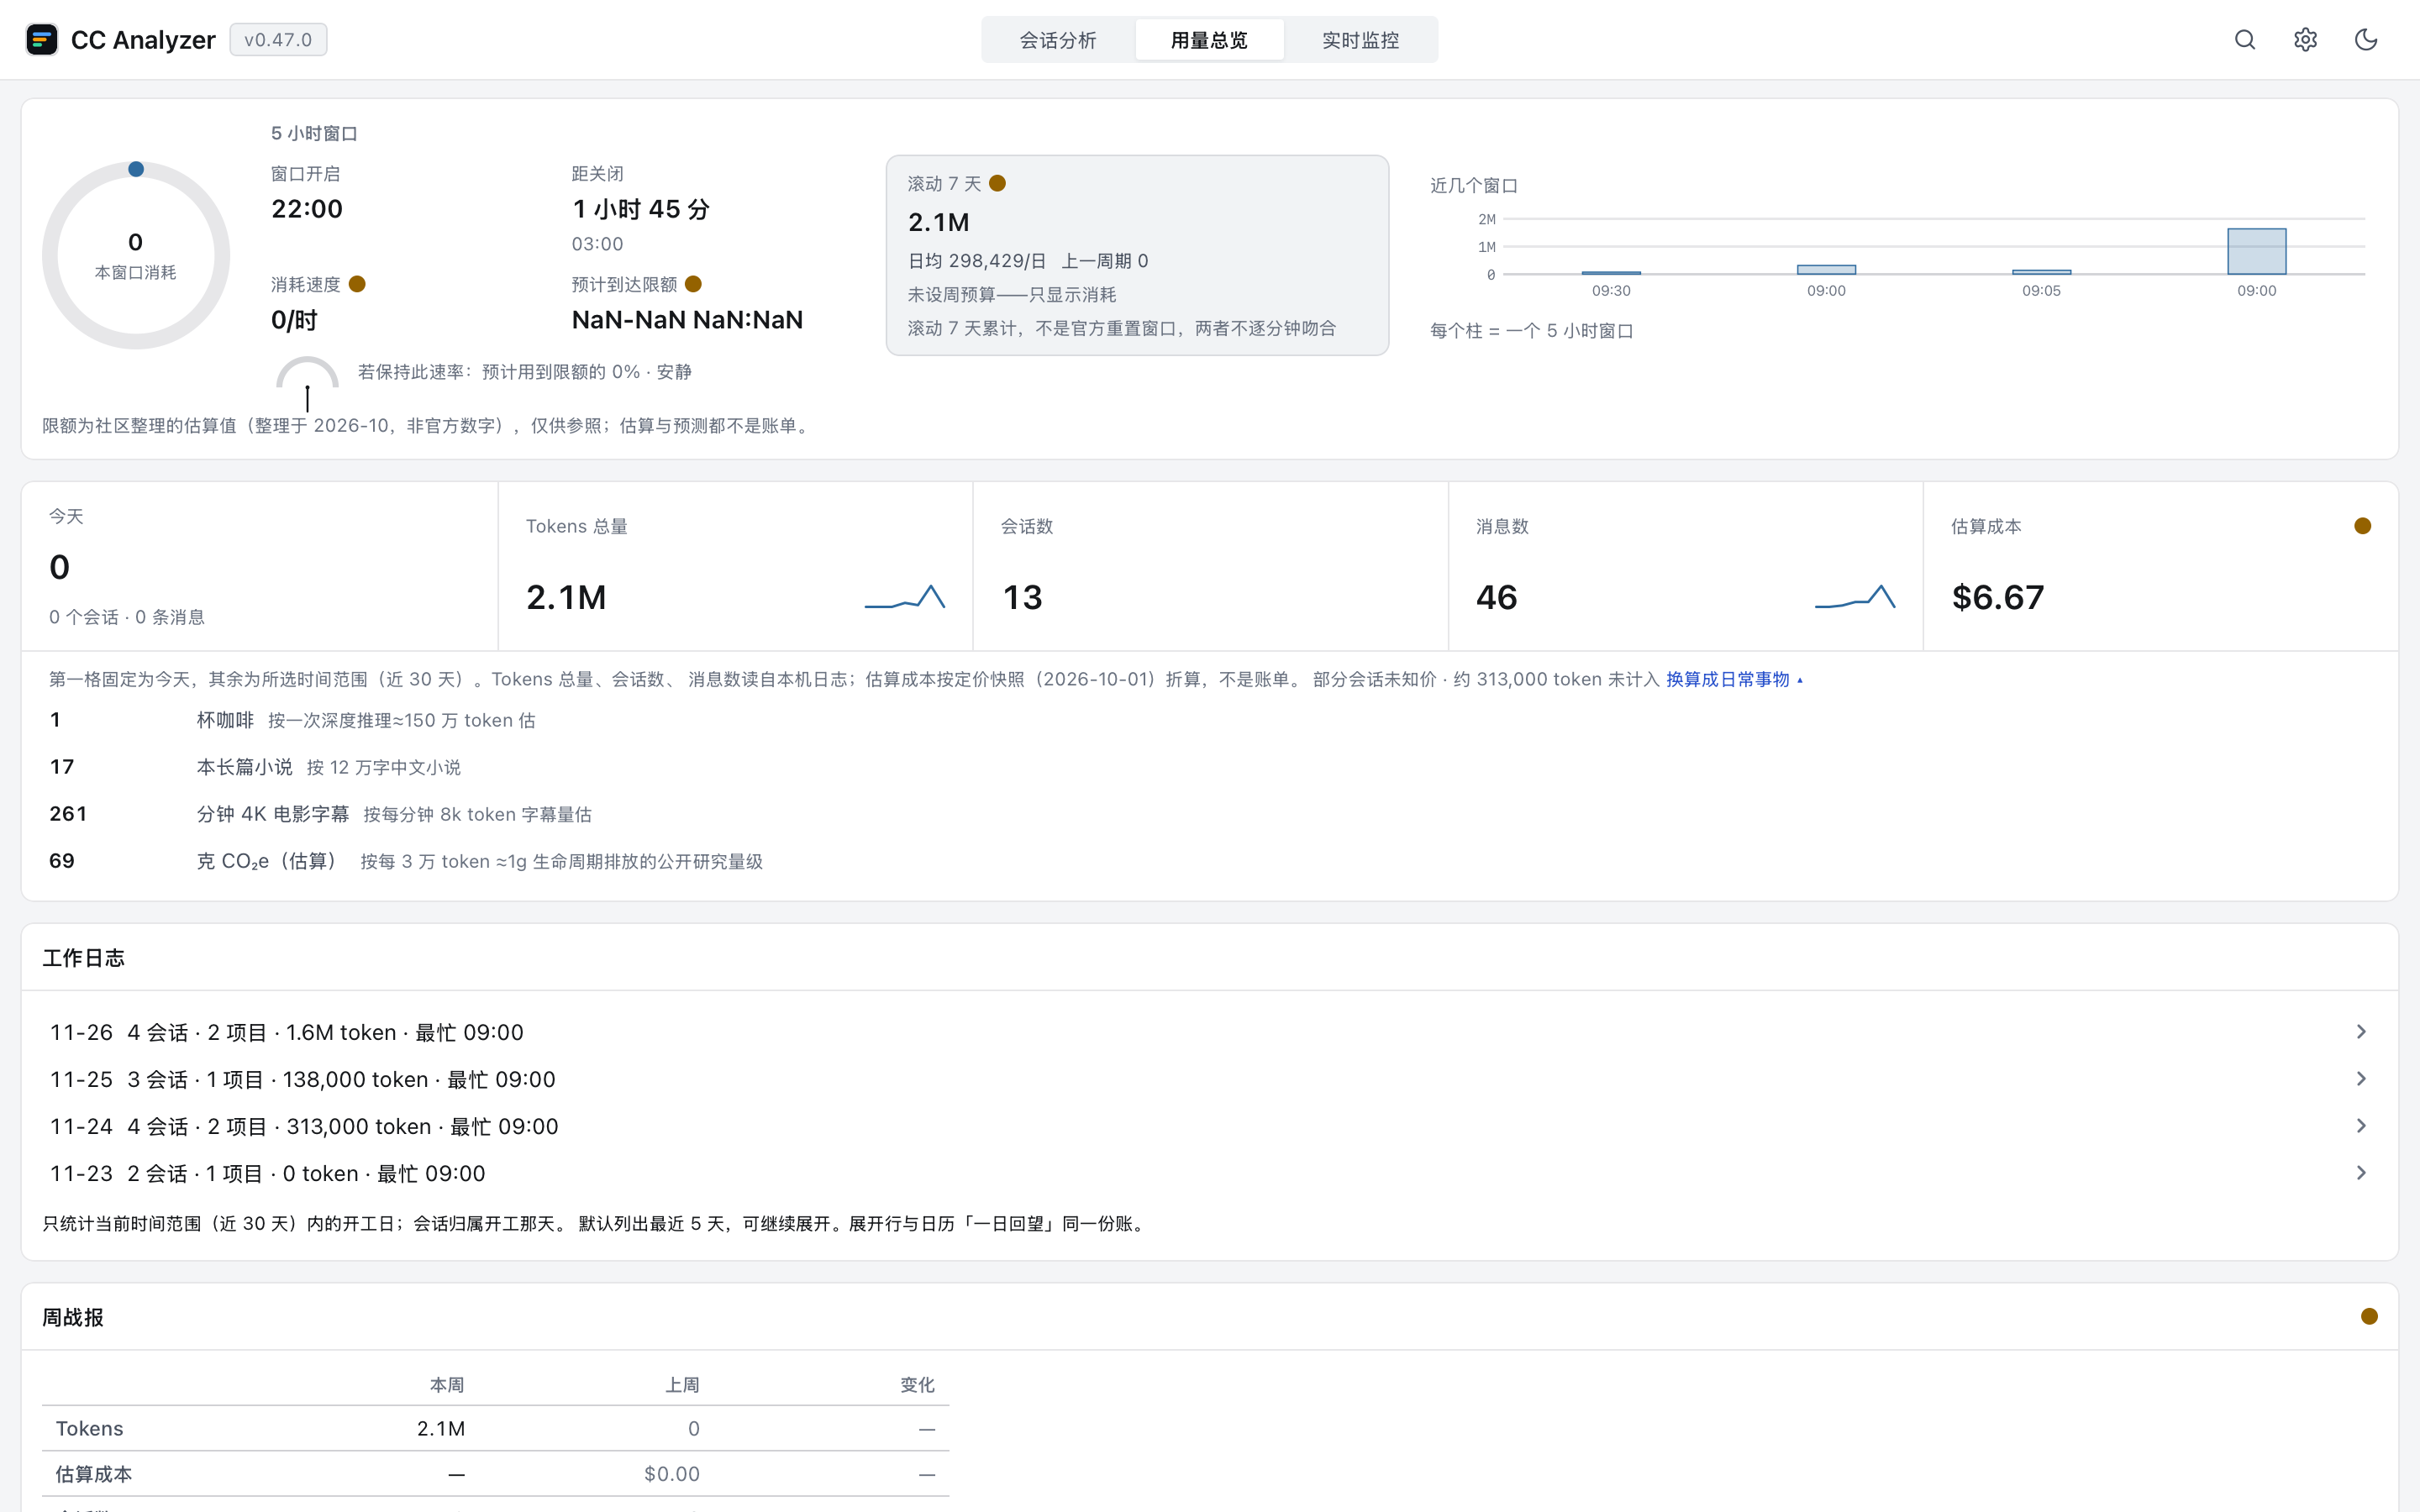 CC Analyzer v0.47.0
会话分析 用量总览 实时监控
5 小时窗口
0
本窗口消耗
窗口开启
22:00
距关闭
1 小时 45 分
03:00
消耗速度
0/时
预计到达限额
NaN-NaN NaN:NaN
若保持此速率：预计用到限额的 0% · 安静
限额为社区整理的估算值（整理于 2026-10，非官方数字），仅供参照；估算与预测都不是账单。
滚动 7 天
2.1M
日均 298,429/日 上一周期 0
未设周预算——只显示消耗
滚动 7 天累计，不是官方重置窗口，两者不逐分钟吻合
近几个窗口
2M
1M
0
09:30 09:00 09:05 09:00
每个柱 = 一个 5 小时窗口
今天
0
0 个会话 · 0 条消息
Tokens 总量
2.1M
会话数
13
消息数
46
估算成本
$6.67
第一格固定为今天，其余为所选时间范围（近 30 天）。Tokens 总量、会话数、 消息数读自本机日志；估算成本按定价快照（2026-10-01）折算，不是账单。 部分会话未知价 · 约 313,000 token 未计入 换算成日常事物 ▴
1 杯咖啡 按一次深度推理≈150 万 token 估
17 本长篇小说 按 12 万字中文小说
261 分钟 4K 电影字幕 按每分钟 8k token 字幕量估
69 克 CO₂e（估算） 按每 3 万 token ≈1g 生命周期排放的公开研究量级
工作日志
11-26 4 会话 · 2 项目 · 1.6M token · 最忙 09:00
11-25 3 会话 · 1 项目 · 138,000 token · 最忙 09:00
11-24 4 会话 · 2 项目 · 313,000 token · 最忙 09:00
11-23 2 会话 · 1 项目 · 0 token · 最忙 09:00
只统计当前时间范围（近 30 天）内的开工日；会话归属开工那天。 默认列出最近 5 天，可继续展开。展开行与日历「一日回望」同一份账。
周战报
本周 上周 变化
Tokens 2.1M 0 —
估算成本 — $0.00 —